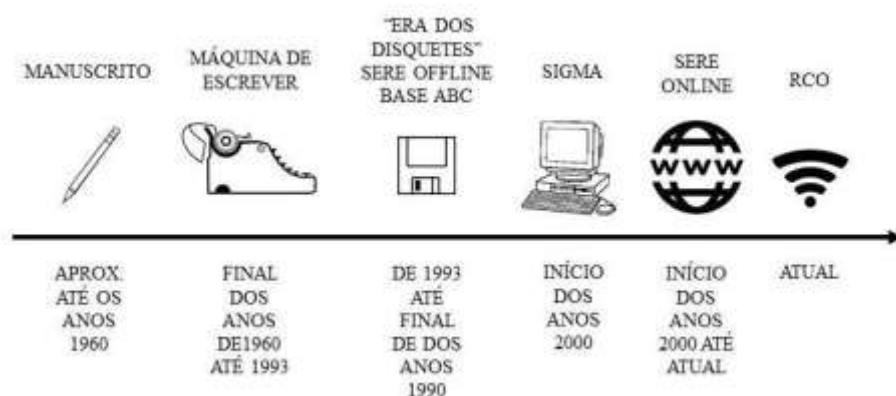 MANUSCRITO
MÁQUINA DE
ESCREVER
"ERA DOS
DISQUETES"
SERE OFFLINE
BASE ABC
SIGMA
SERE
ONLINE
RCO
WWW
APROX.
ATÉ OS
ANOS
1960
FINAL
DOS
ANOS
DE1960
ATÉ 1993
DE 1993
ATÉ
FINAL
DE DOS
ANOS
1990
INÍCIO
DOS
ANOS
2000
INÍCIO
DOS
ANOS
2000 ATÉ
ATUAL
ATUAL